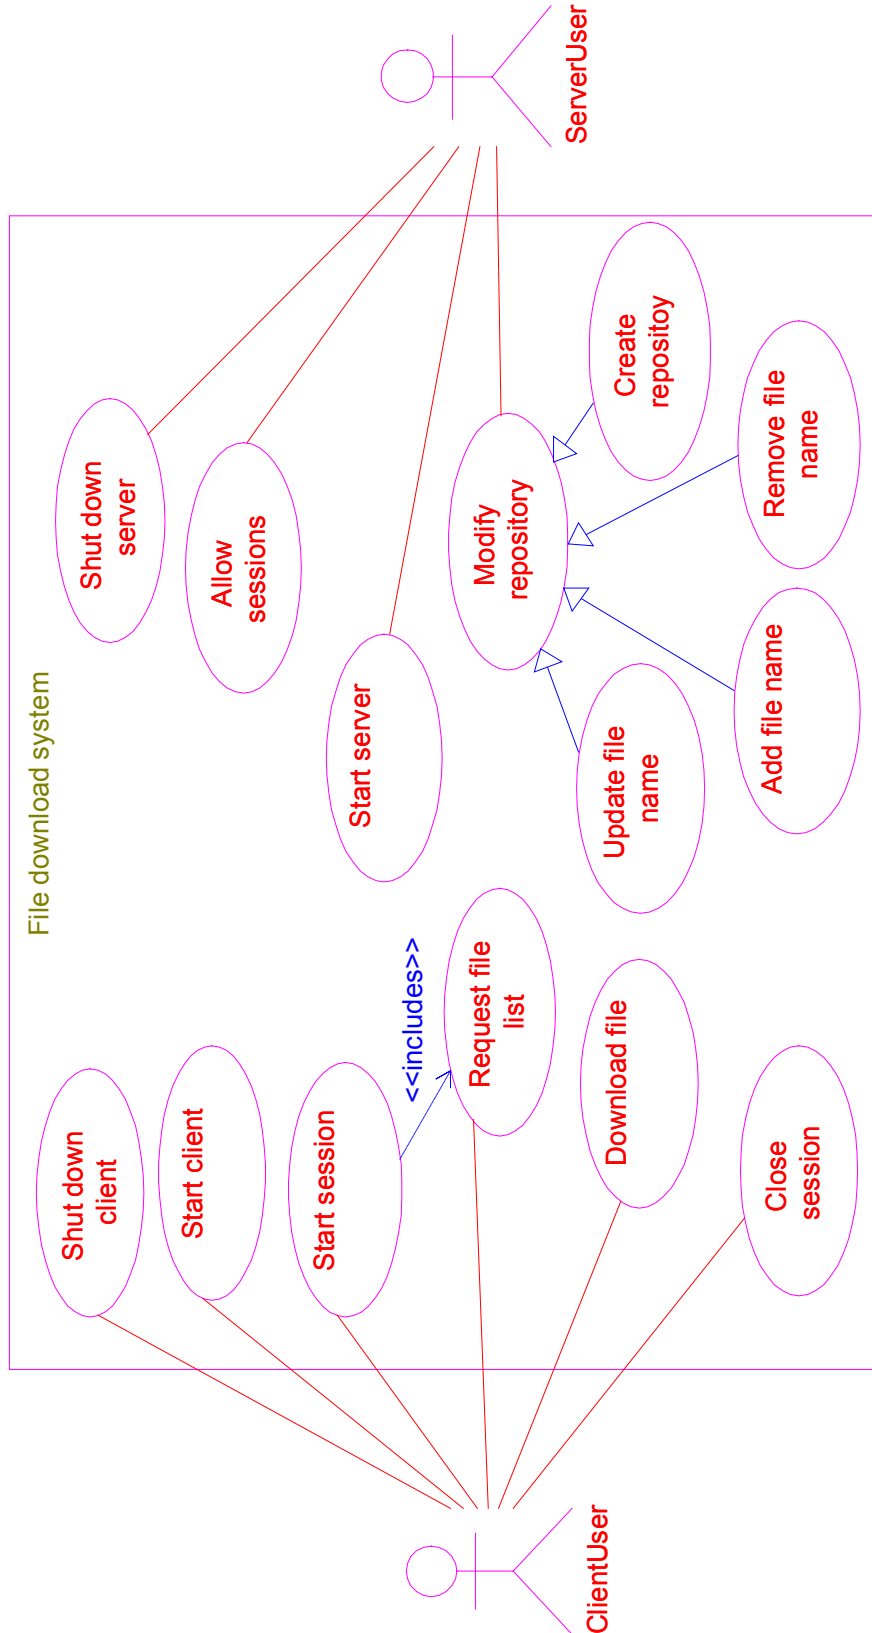 File download system
Shut down
client
Start client
Start session
<<includes>>
Request file
list
Download file
Close
session
ClientUser
Shut down
server
Allow
sessions
Start server
Modify
repository
Create
repositoy
Update file
name
Add file name
Remove file
name
ServerUser